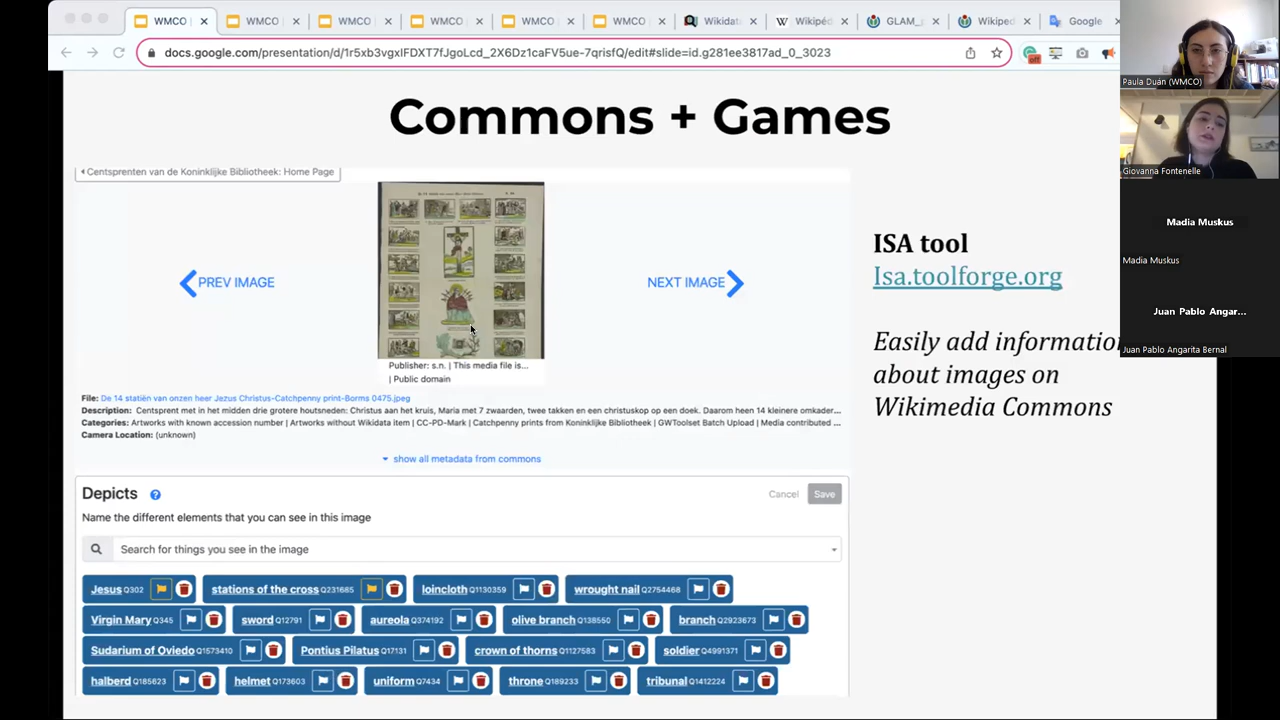 WMCO
WMCO
WMCO
WMCO
WMCO
WMCO
Wikidat
Wikipéd
GLAM_
Wikiped
Google
docs.google.com/presentation/d/1r5xb3vgxIFDXT7fJgoLcd_2X6Dz1caFV5ue-7qrisfQ/edit#slide=id.g281ee3817ad_0_3023
Commons + Games
Centsprenten van de Koninklijke Bibliotheek: Home Page
PREV IMAGE
NEXT IMAGE
Publisher: s.n. | This media file is...
| Public domain
File: De 14 statiën van onzen heer Jezus Christus-Catchpenny print-Borms 0475.jpeg
Description: Centsprent met in het midden drie grotere houtsneden: Christus aan het kruis, Maria met 7 zwaarden, twee takken en een christuskop op een doek. Daarom heen 14 kleinere omkader...
Categories: Artworks with known accession number | Artworks without Wikidata item | CC-PD-Mark | Catchpenny prints from Koninklijke Bibliotheek | GWToolset Batch Upload | Media contributed ...
Camera Location: (unknown)
show all metadata from commons
Depicts ?
Cancel Save
Name the different elements that you can see in this image
Search for things you see in the image
Jesus Q302 stations of the cross Q231685 loincloth Q1130359 wrought nail Q2754468
Virgin Mary Q345 sword Q12791 aureola Q374192 olive branch Q138550 branch Q2923673
Sudarium of Oviedo Q1573410 Pontius Pilatus Q17131 crown of thorns Q1127583 soldier Q4991371
halberd Q185623 helmet Q173603 uniform Q7434 throne Q189233 tribunal Q1412224
ISA tool
Isa.toolforge.org
Easily add information
about images on
Wikimedia Commons
Paula Duán (WMCO)
Giovanna Fontenelle
Madia Muskus
Madia Muskus
Juan Pablo Angar...
Juan Pablo Angarita Bernal